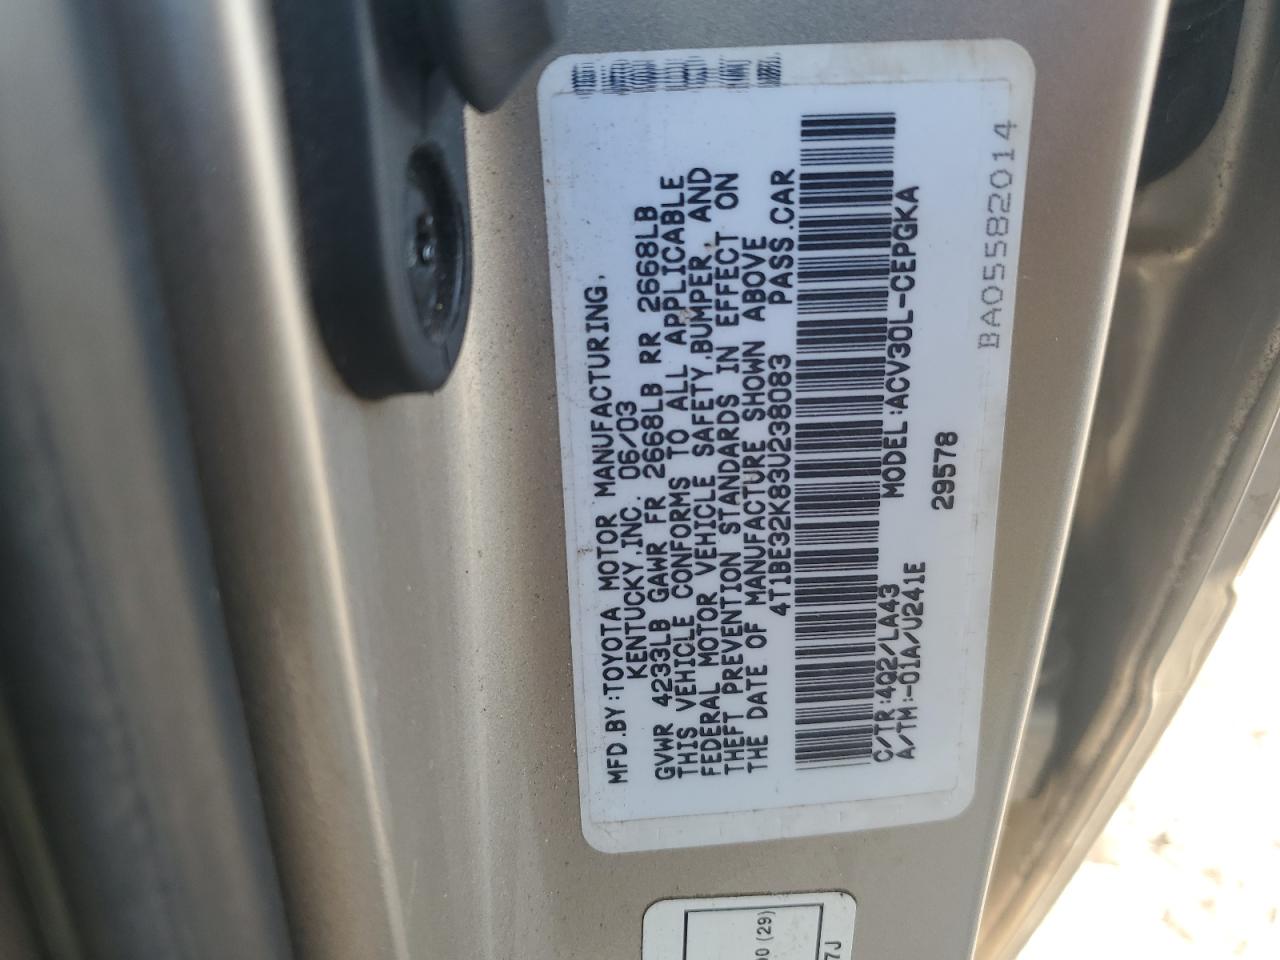 MFD.BY:TOYOTA MOTOR MANUFACTURING,
KENTUCKY,INC. 06/03
GVWR 4233LB GAWR FR 2668LB RR 2668LB
THIS VEHICLE CONFORMS TO ALL APPLICABLE
FEDERAL MOTOR VEHICLE SAFETY,BUMPER,AND
THEFT PREVENTION STANDARDS IN EFFECT ON
THE DATE OF MANUFACTURE SHOWN ABOVE
4T1BE32K83U238083 PASS.CAR
C/TR:4Q2/LA43 MODEL:ACV30L-CEPGKA
A/TM:-01A/U241E
29578
BA05582014
(29)
7J